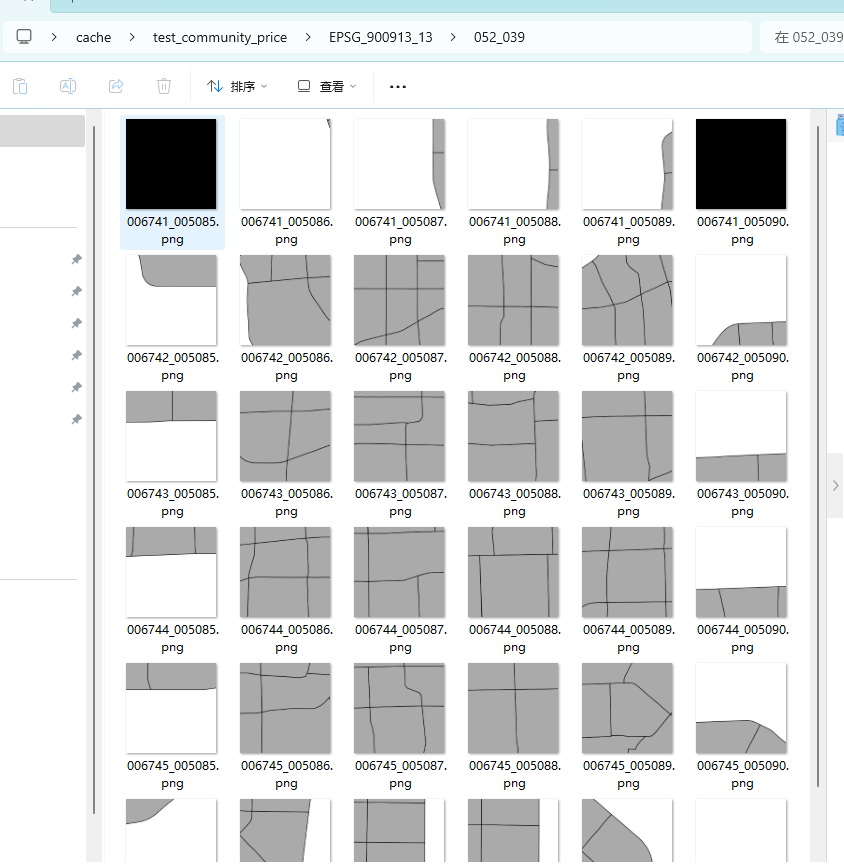 cache > test_community_price > EPSG_900913_13 > 052_039
在 052_039
排序
查看
006741_005085.png
006741_005086.png
006741_005087.png
006741_005088.png
006741_005089.png
006741_005090.png
006742_005085.png
006742_005086.png
006742_005087.png
006742_005088.png
006742_005089.png
006742_005090.png
006743_005085.png
006743_005086.png
006743_005087.png
006743_005088.png
006743_005089.png
006743_005090.png
006744_005085.png
006744_005086.png
006744_005087.png
006744_005088.png
006744_005089.png
006744_005090.png
006745_005085.png
006745_005086.png
006745_005087.png
006745_005088.png
006745_005089.png
006745_005090.png